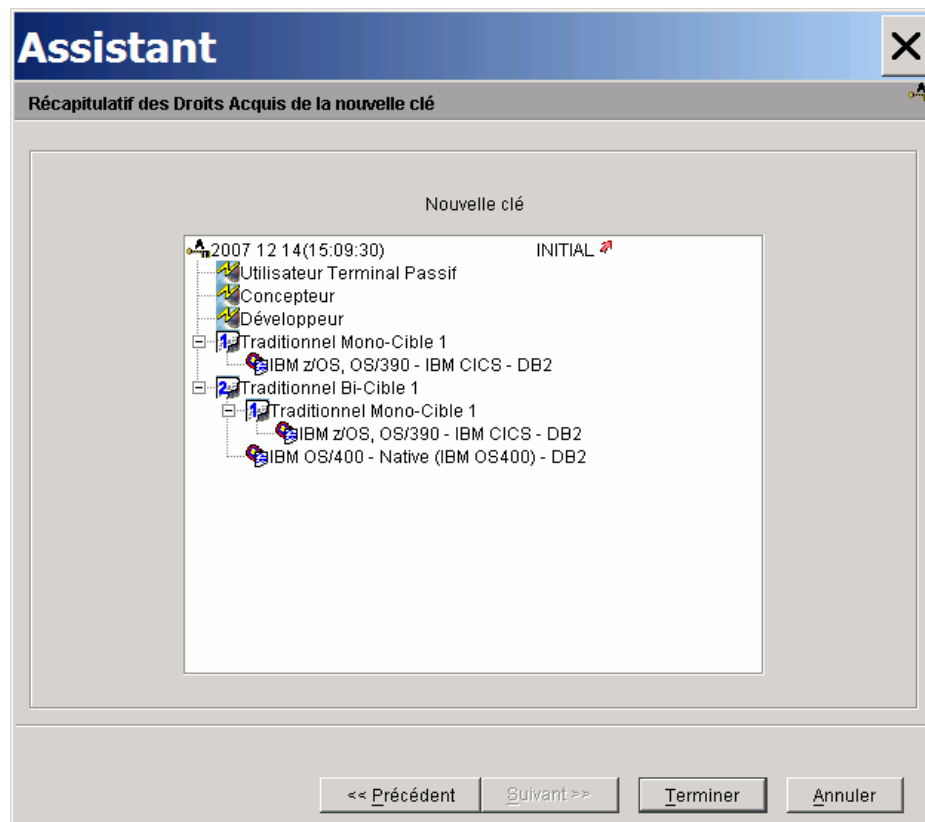 Assistant
Récapitulatif des Droits Acquis de la nouvelle clé
Nouvelle clé
2007 12 14(15:09:30) INITIAL
Utilisateur Terminal Passif
Concepteur
Développeur
1 Traditionnel Mono-Cible 1
IBM z/OS, OS/390 - IBM CICS - DB2
2 Traditionnel Bi-Cible 1
1 Traditionnel Mono-Cible 1
IBM z/OS, OS/390 - IBM CICS - DB2
IBM OS/400 - Native (IBM OS400) - DB2
<< Précédent Suivant >> Terminer Annuler